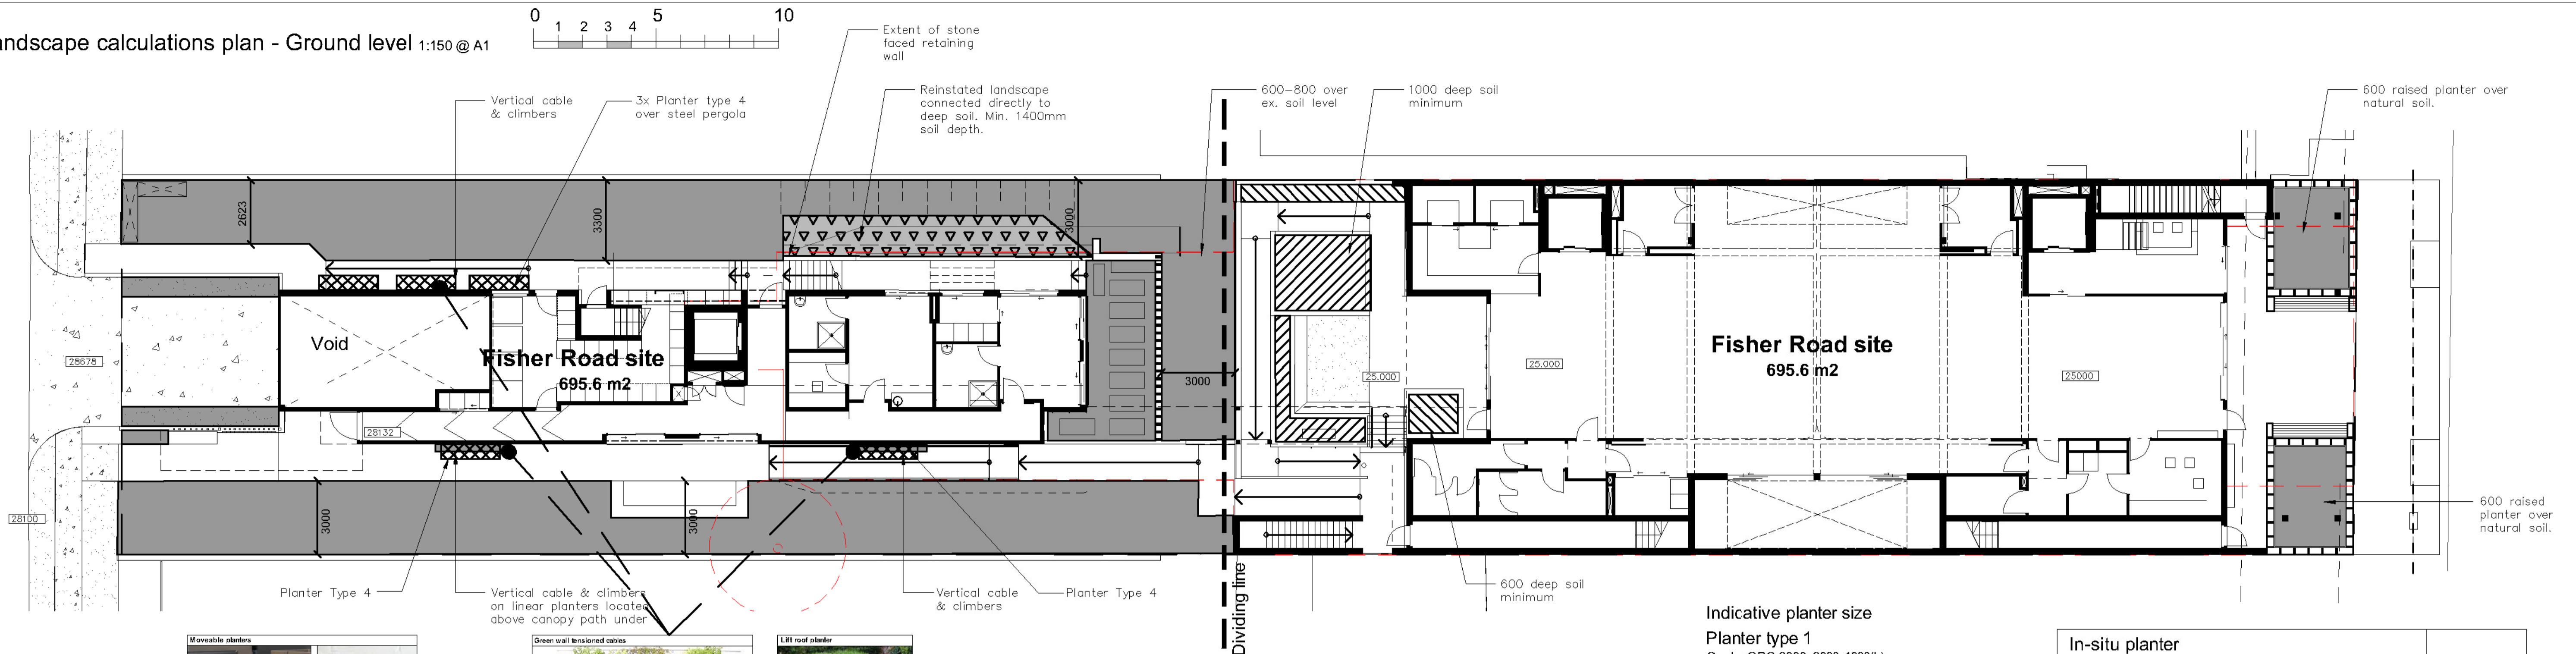 andscape calculations plan - Ground level 1:150 @ A1
0 1 2 3 4 5 10
Extent of stone
faced retaining
wall
Vertical cable
& climbers
3x Planter type 4
over steel pergola
Reinstated landscape
connected directly to
deep soil. Min. 1400mm
soil depth.
600-800 over
ex. soil level
1000 deep soil
minimum
600 raised planter over
natural soil.
2623
3300
3000
28678
Void
Fisher Road site
695.6 m2
3000
25.000
25.000
Fisher Road site
695.6 m2
25000
28132
28100
3000
3000
600 raised
planter over
natural soil.
Planter Type 4
Vertical cable & climbers
on linear planters located
above canopy path under
Vertical cable
& climbers
Planter Type 4
Dividing line
600 deep soil
minimum
Indicative planter size
Planter type 1
Moveable planters
Green wall tensioned cables
Lift roof planter
In-situ planter